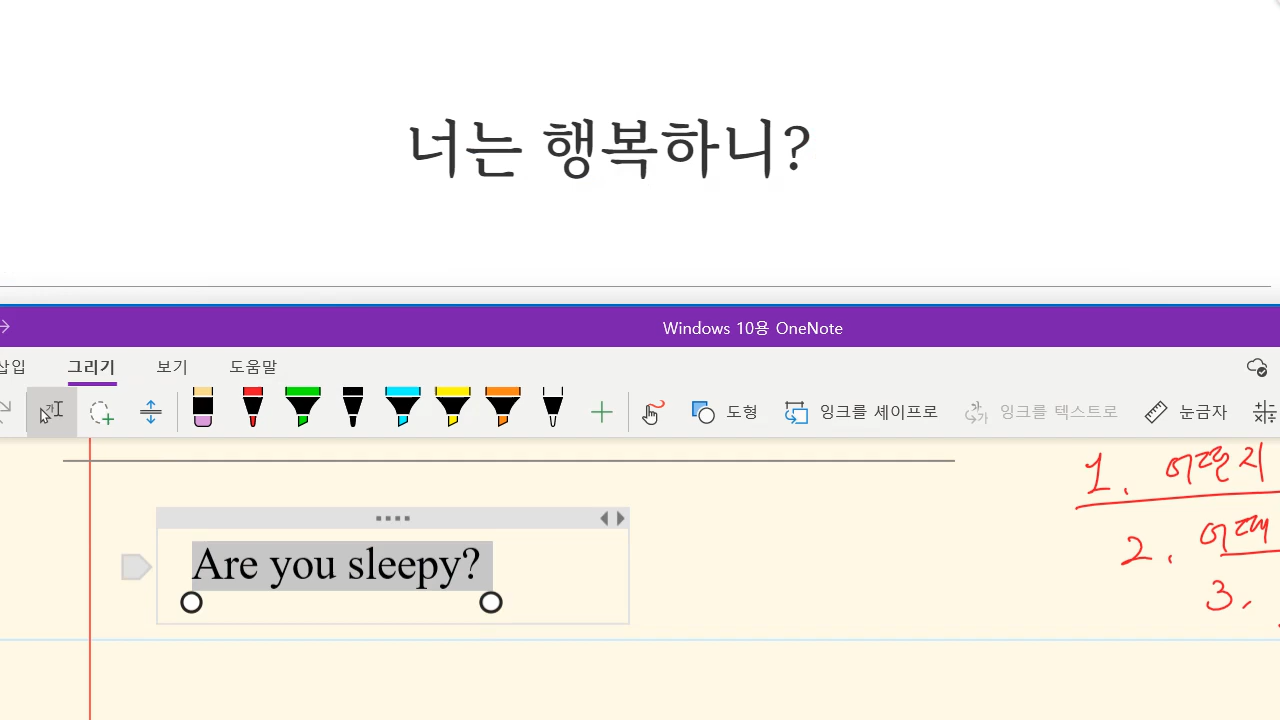 너는 행복하니?
Windows 10용 OneNote
삽입 그리기 보기 도움말
도형 잉크를 셰이프로 잉크를 텍스트로 눈금자
Are you sleepy?
1.
2. 어때
3.